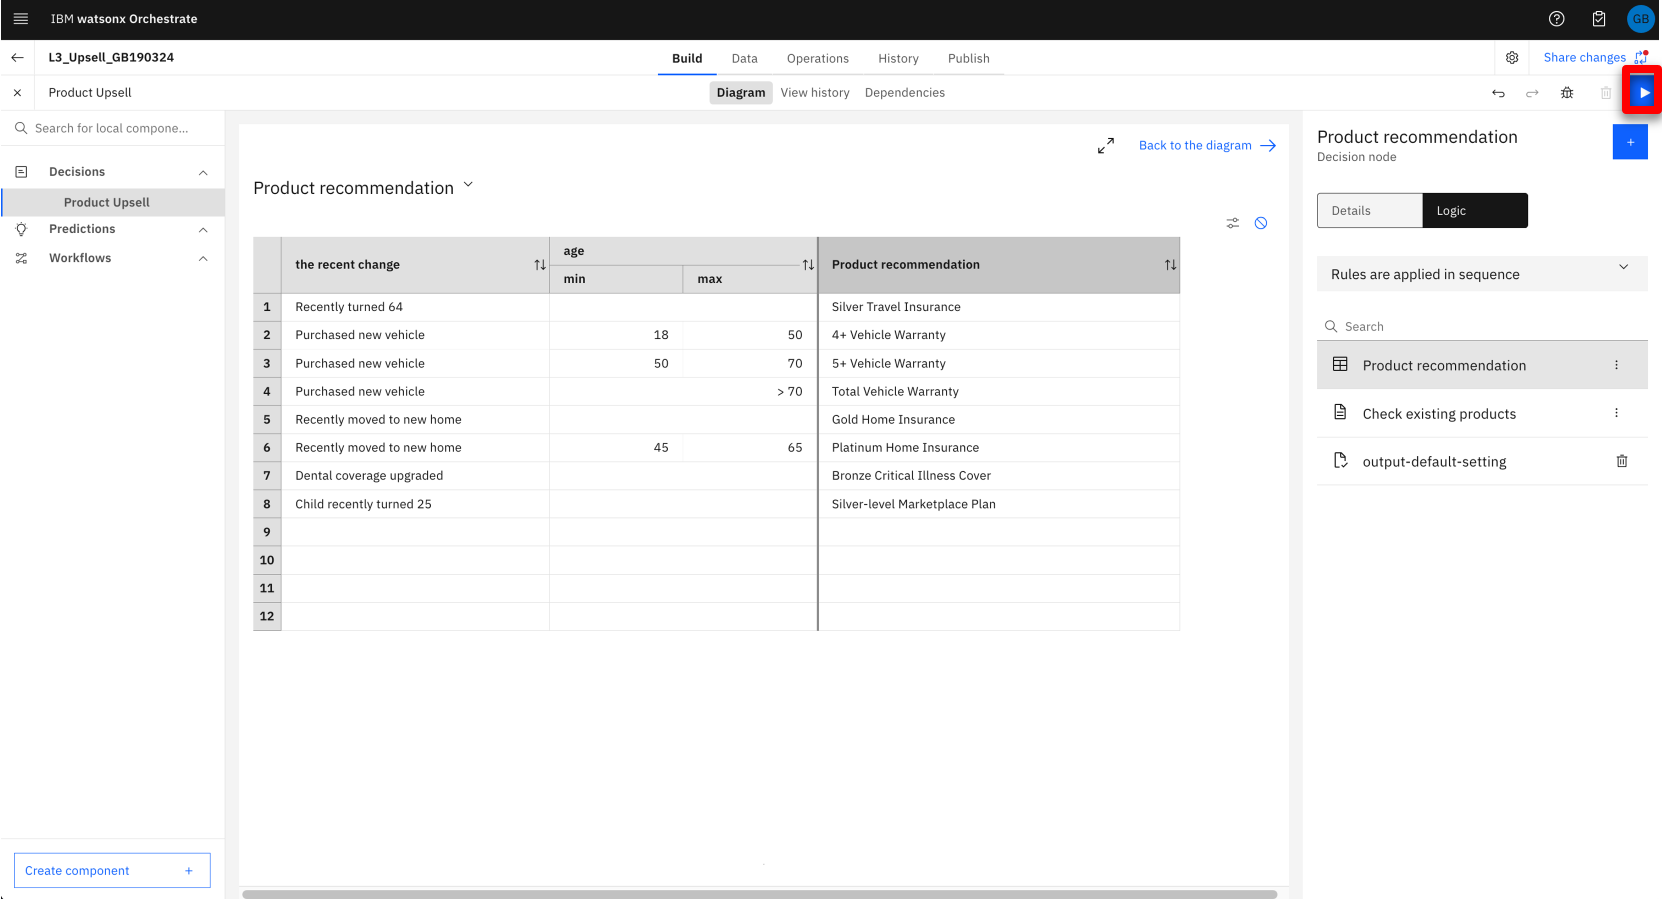 IBM watsonx Orchestrate
GB
L3_Upsell_GB190324
Build
Data
Operations
History
Publish
Share changes
Product Upsell
Diagram
View history
Dependencies
Search for local compone...
Decisions
Product Upsell
Predictions
Workflows
Create component +
Back to the diagram
Product recommendation
the recent change
age
min
max
Product recommendation
1 Recently turned 64 Silver Travel Insurance
2 Purchased new vehicle 18 50 4+ Vehicle Warranty
3 Purchased new vehicle 50 70 5+ Vehicle Warranty
4 Purchased new vehicle > 70 Total Vehicle Warranty
5 Recently moved to new home Gold Home Insurance
6 Recently moved to new home 45 65 Platinum Home Insurance
7 Dental coverage upgraded Bronze Critical Illness Cover
8 Child recently turned 25 Silver-level Marketplace Plan
9
10
11
12
Product recommendation
Decision node
+
Details
Logic
Rules are applied in sequence
Search
Product recommendation
Check existing products
output-default-setting